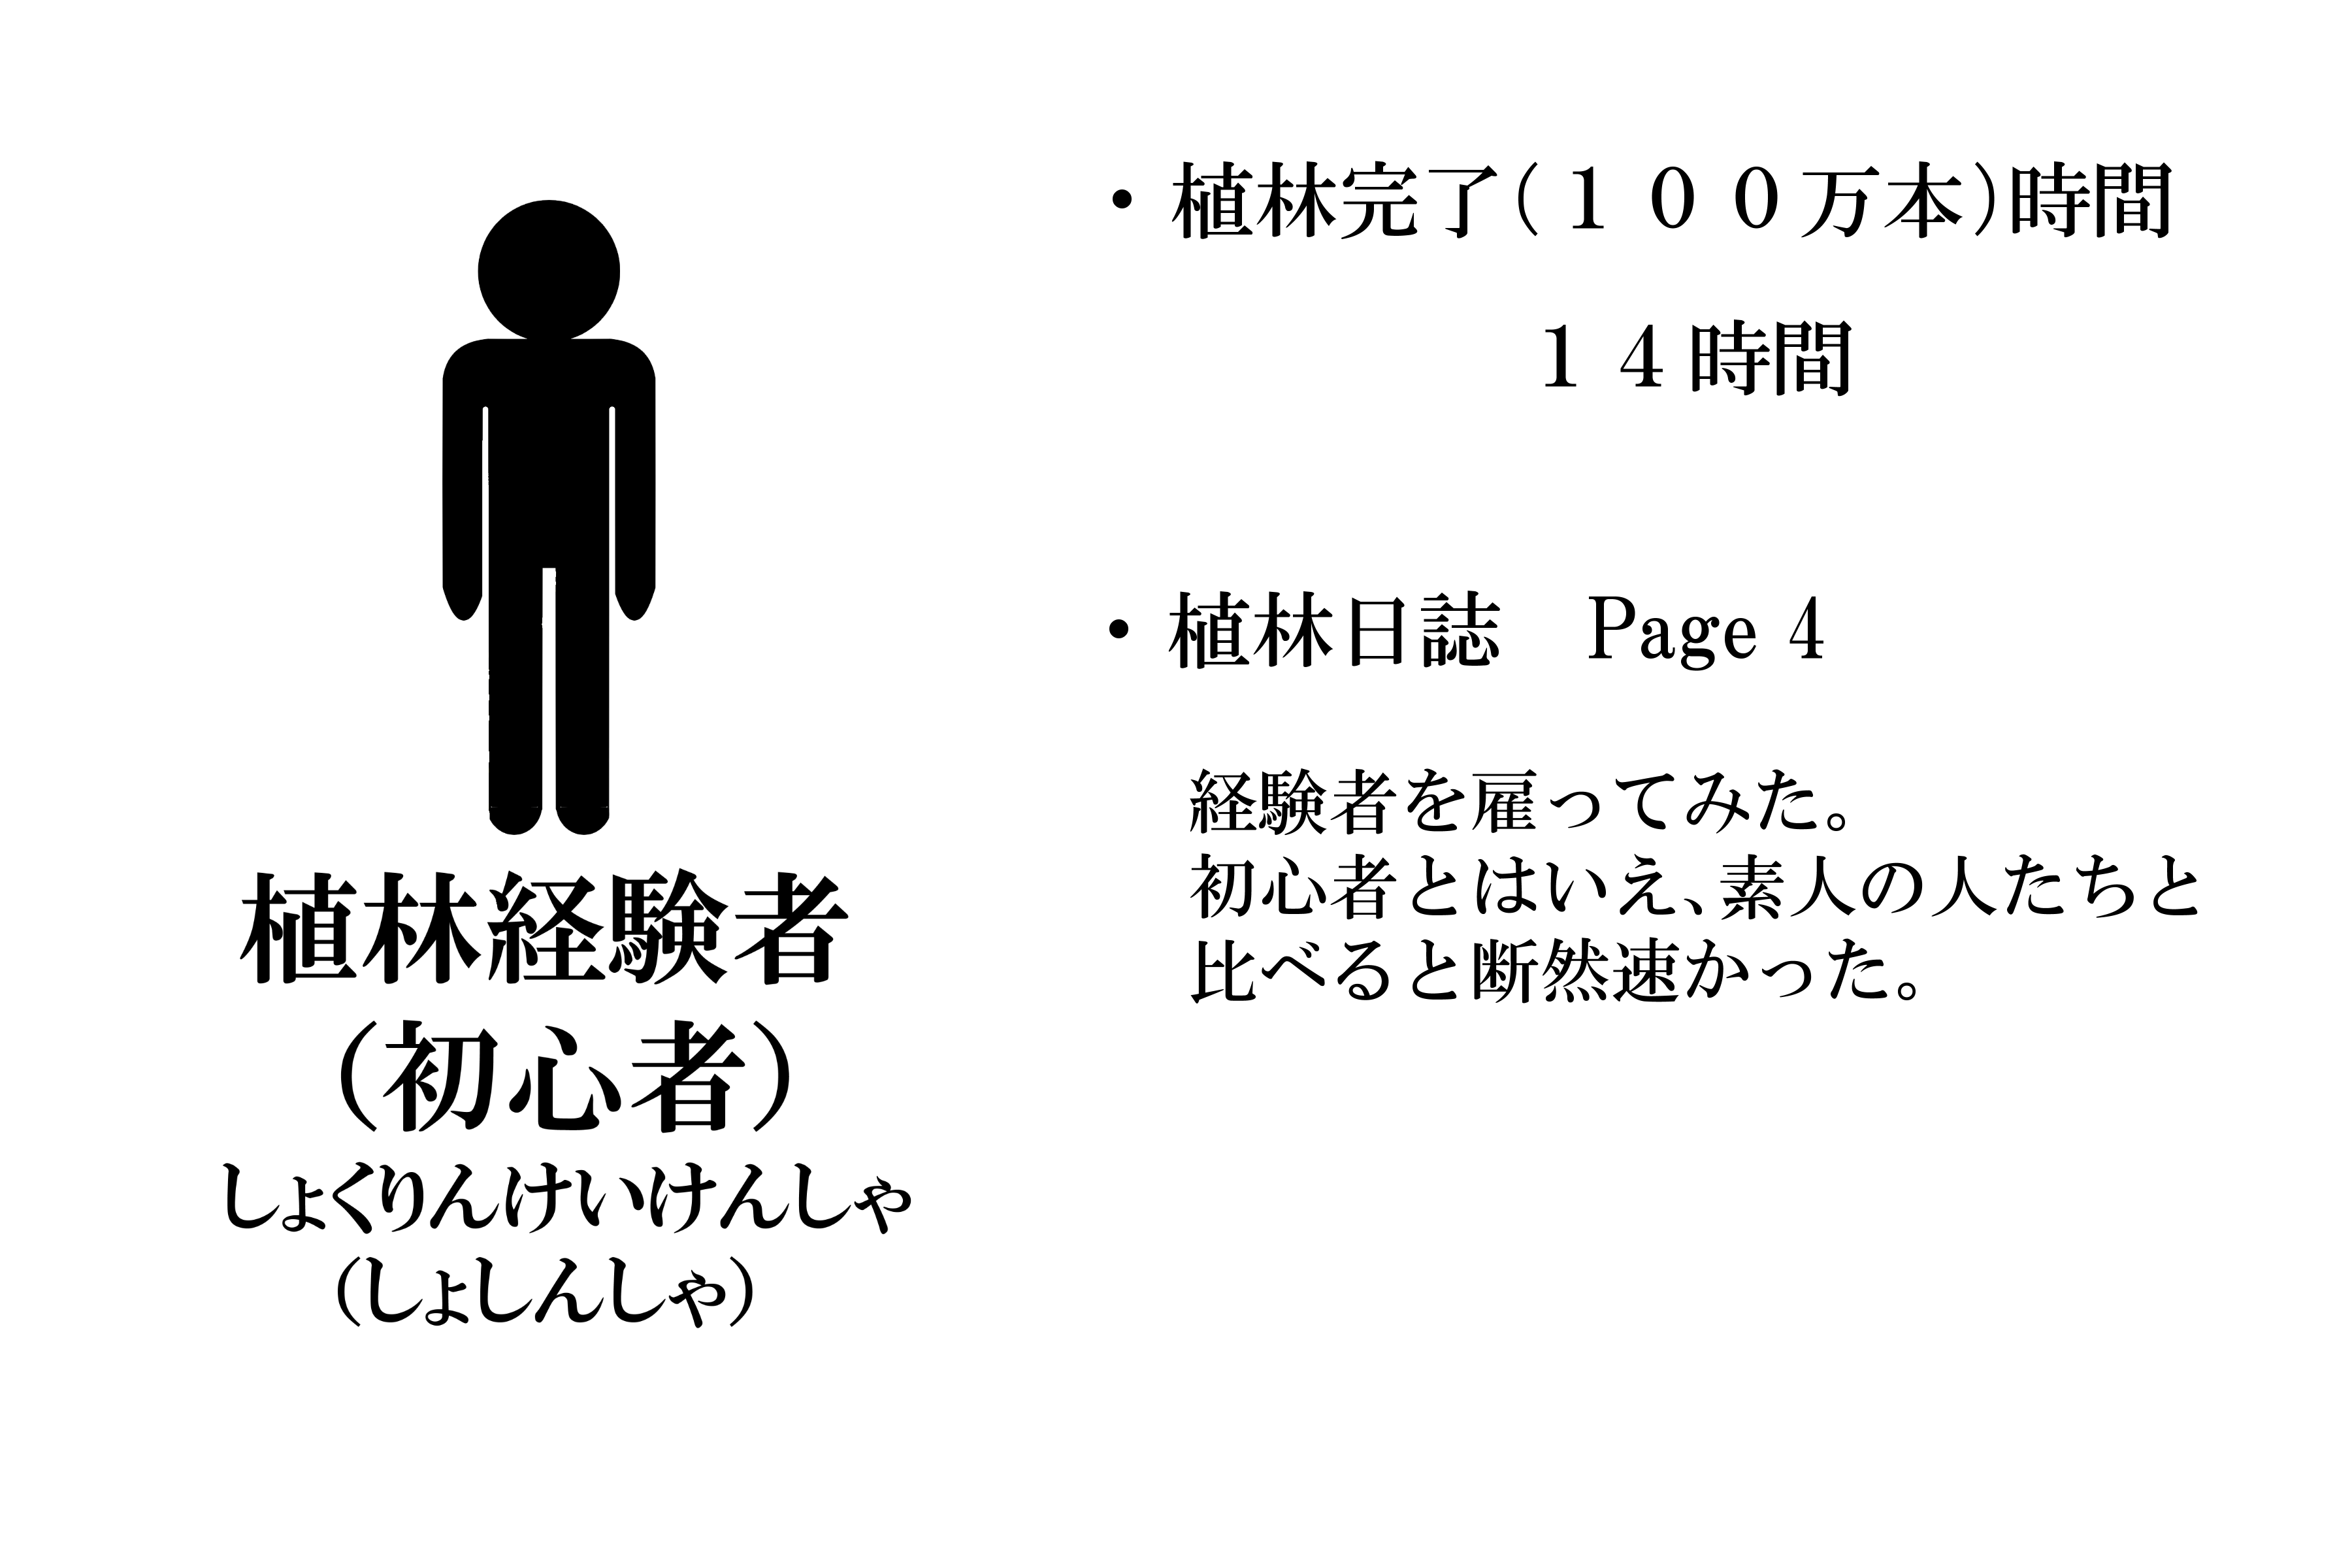 植林経験者
(初心者)
しょくりんけいけんしゃ
(しょしんしゃ)
• 植林完了(１００万本)時間
１４時間
• 植林日誌　Page 4
経験者を雇ってみた。
初心者とはいえ、素人の人たちと
比べると断然速かった。